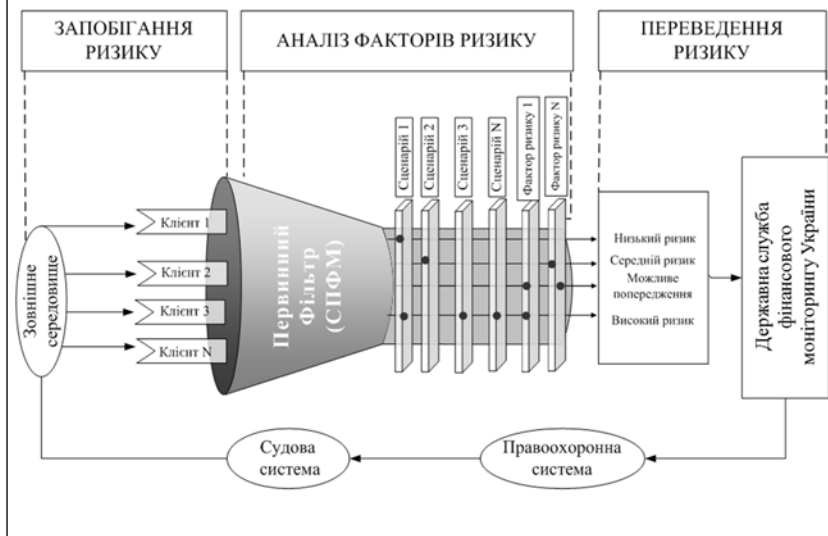 ЗАПОБІГАННЯ
РИЗИКУ
АНАЛІЗ ФАКТОРІВ РИЗИКУ
ПЕРЕВЕДЕННЯ
РИЗИКУ
Зовнішне
середовище
Клієнт 1
Клієнт 2
Клієнт 3
Клієнт N
Первинний
Фільтр
(СПФМ)
Сценарій 1
Сценарій 2
Сценарій 3
Сценарій N
Фактор ризику 1
Фактор ризику N
Низький ризик
Середній ризик
Можливе
попередження
Високий ризик
Державна служба
фінансового
моніторингу України
Судова
система
Правоохоронна
система